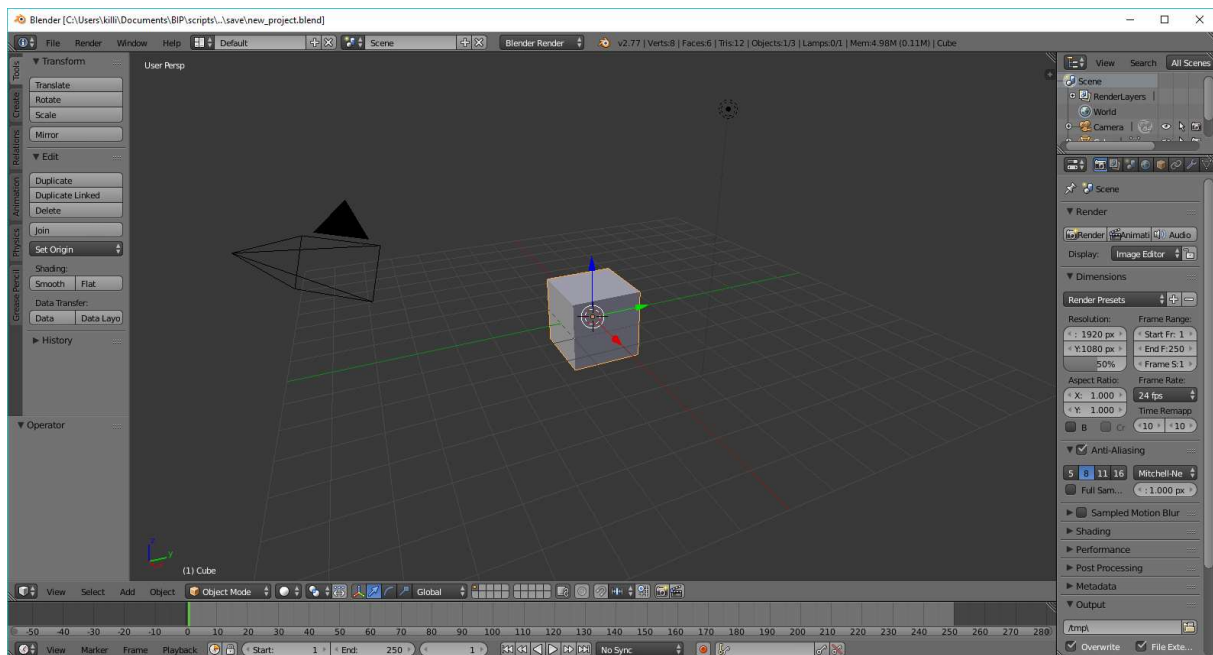 Blender [C:\Users\killi\Documents\BIP\scripts\..\save\new_project.blend]
File Render Window Help Default Scene Blender Render v2.77 | Verts:8 | Faces:6 | Tris:12 | Objects:1/3 | Lamps:0/1 | Mem:4.98M (0.11M) | Cube
Tools
Create
Relations
Animation
Physics
Grease Pencil
Transform
Translate
Rotate
Scale
Mirror
Edit
Duplicate
Duplicate Linked
Delete
Join
Set Origin
Shading:
Smooth Flat
Data Transfer:
Data Data Layo
History
Operator
User Persp
(1) Cube
View Select Add Object Object Mode Global
View Search All Scenes
Scene
RenderLayers
World
Camera
Scene
Render
Render Animati Audio
Display: Image Editor
Dimensions
Render Presets
Resolution: Frame Range:
: 1920 px Start Fr: 1
Y:1080 px End F:250
50% Frame S:1
Aspect Ratio: Frame Rate:
X: 1.000 24 fps
Y: 1.000 Time Remapp
B Cr 10 10
Anti-Aliasing
5 8 11 16 Mitchell-Ne
Full Sam... : 1.000 px
Sampled Motion Blur
Shading
Performance
Post Processing
Metadata
Output
/tmp\
Overwrite File Exte...
-50 -40 -30 -20 -10 0 10 20 30 40 50 60 70 80 90 100 110 120 130 140 150 160 170 180 190 200 210 220 230 240 250 260 270 280
View Marker Frame Playback Start: 1 End: 250 1 No Sync